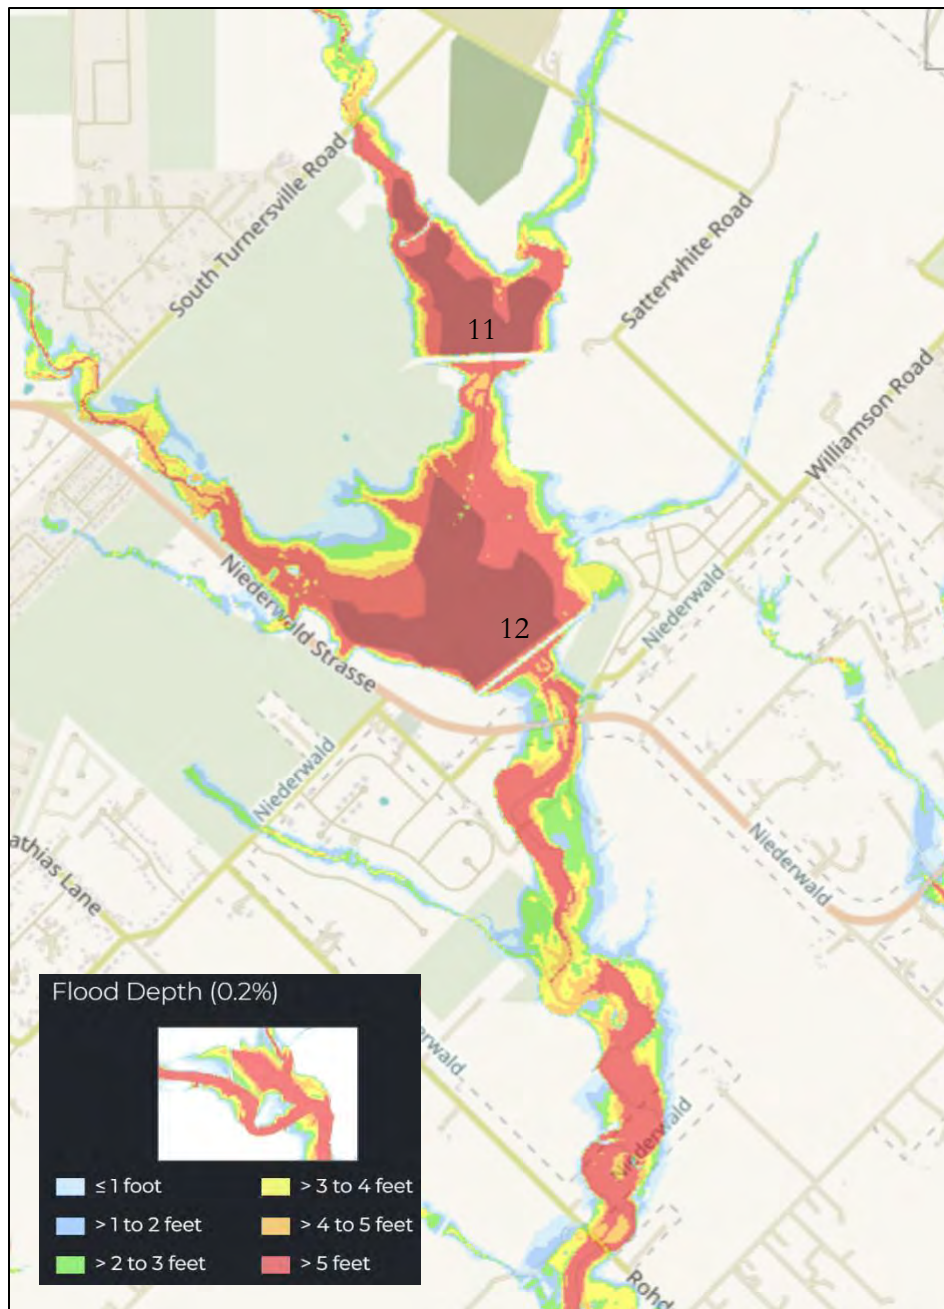 South Turnersville Road
Satterwhite Road
11
Williamson Road
Niederwald Strasse
12
Niederwald
Niederwald
Niederwald
athias Lane
erwald
Niederwald
Rohd
Flood Depth (0.2%)
≤ 1 foot
> 1 to 2 feet
> 2 to 3 feet
> 3 to 4 feet
> 4 to 5 feet
> 5 feet